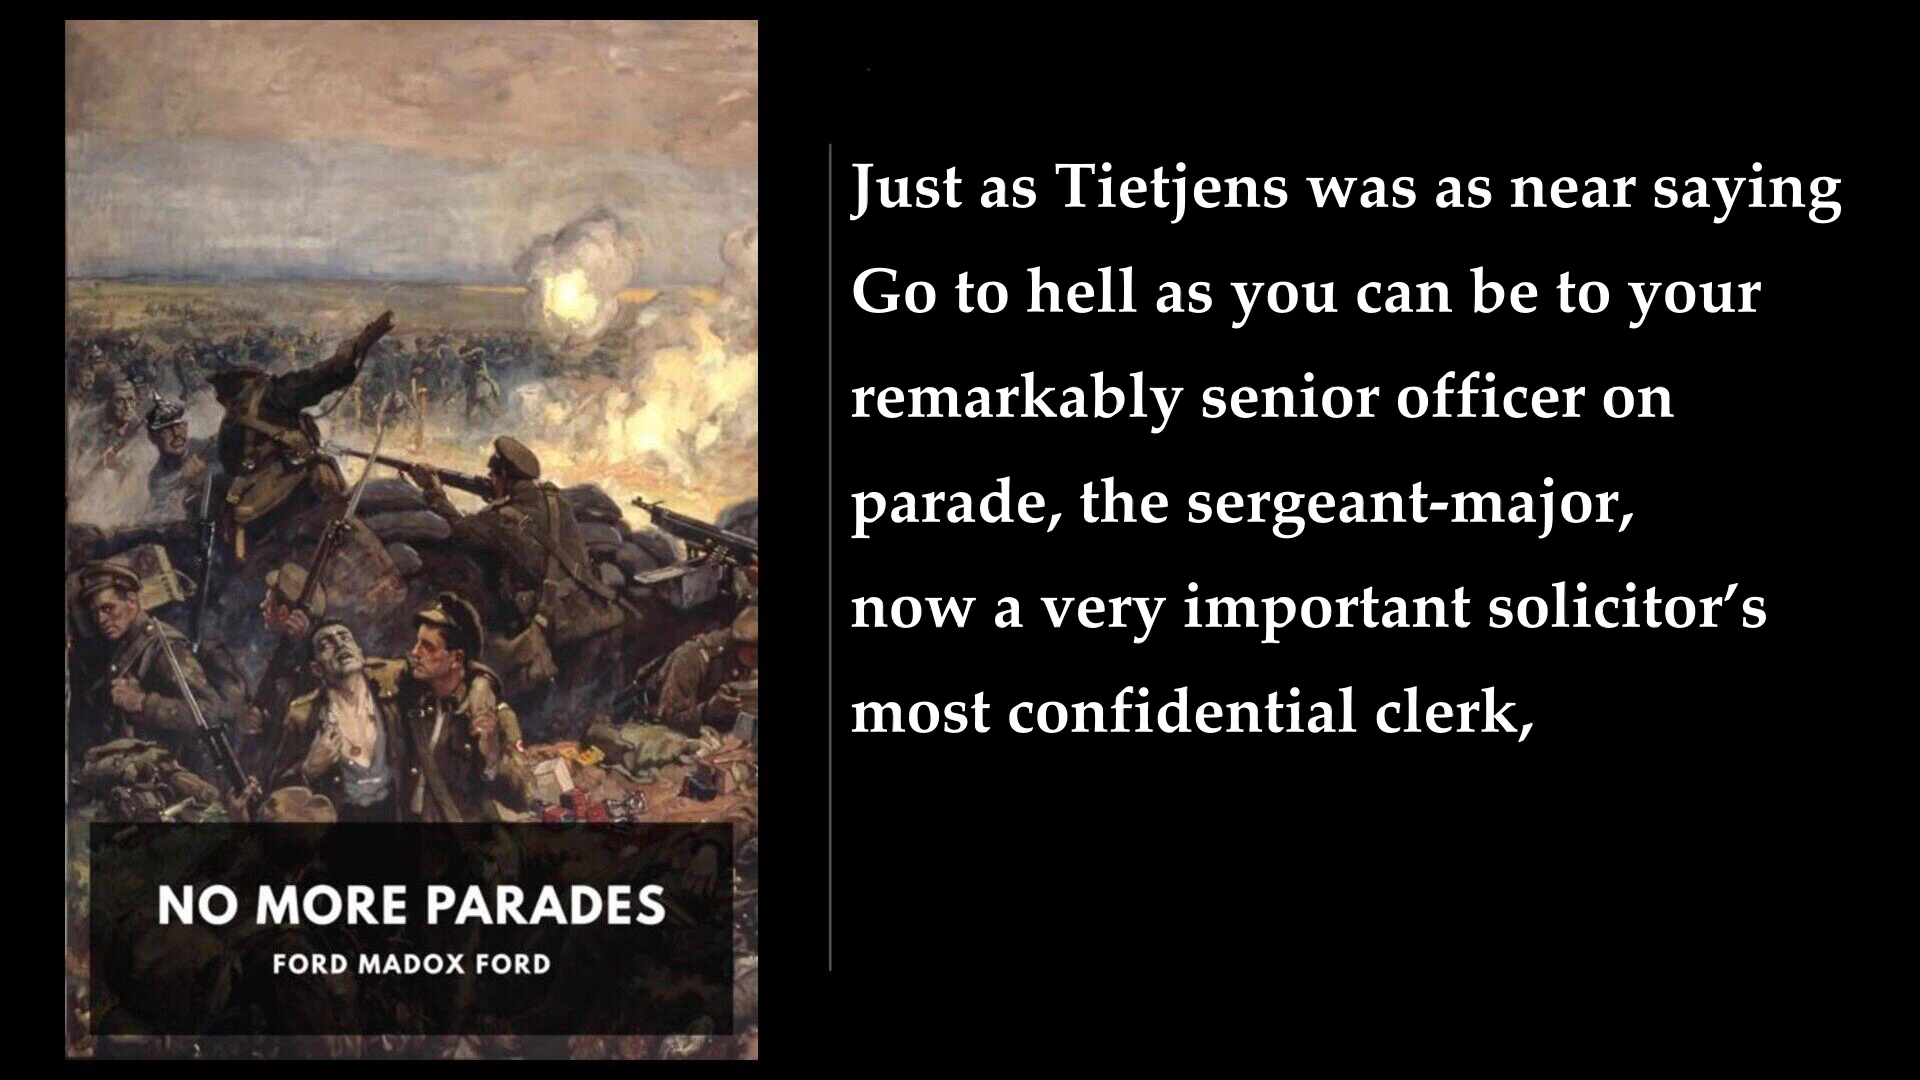 NO MORE PARADES
FORD MADOX FORD
Just as Tietjens was as near saying
Go to hell as you can be to your
remarkably senior officer on
parade, the sergeant-major,
now a very important solicitor’s
most confidential clerk,